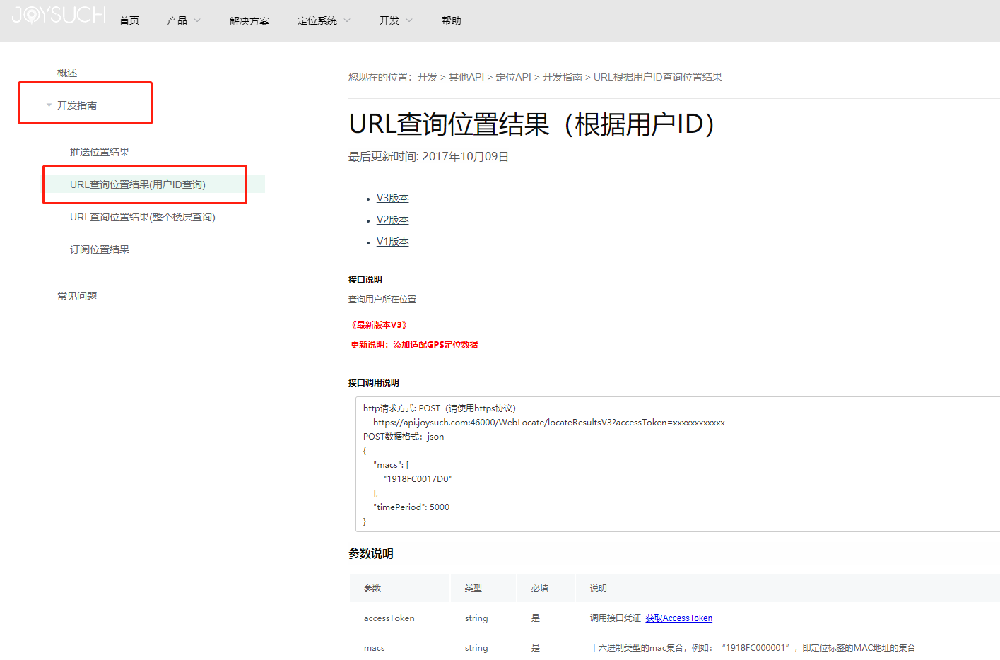 JOYSUCH 首页 产品 解决方案 定位系统 开发 帮助
概述
开发指南
推送位置结果
URL查询位置结果(用户ID查询)
URL查询位置结果(整个楼层查询)
订阅位置结果
常见问题
您现在的位置：开发 > 其他API > 定位API > 开发指南 > URL根据用户ID查询位置结果
URL查询位置结果（根据用户ID）
最后更新时间: 2017年10月09日
• V3版本
• V2版本
• V1版本
接口说明
查询用户所在位置
《最新版本V3》
更新说明：添加适配GPS定位数据
接口调用说明
http请求方式: POST（请使用https协议）
https://api.joysuch.com:46000/WebLocate/locateResultsV3?accessToken=xxxxxxxxxxxx
POST数据格式：json
{
"macs": [
"1918FC0017D0"
],
"timePeriod": 5000
}
参数说明
参数 类型 必填 说明
accessToken string 是 调用接口凭证 获取AccessToken
macs string 是 十六进制类型的mac集合，例如：“1918FC000001”，即定位标签的MAC地址的集合